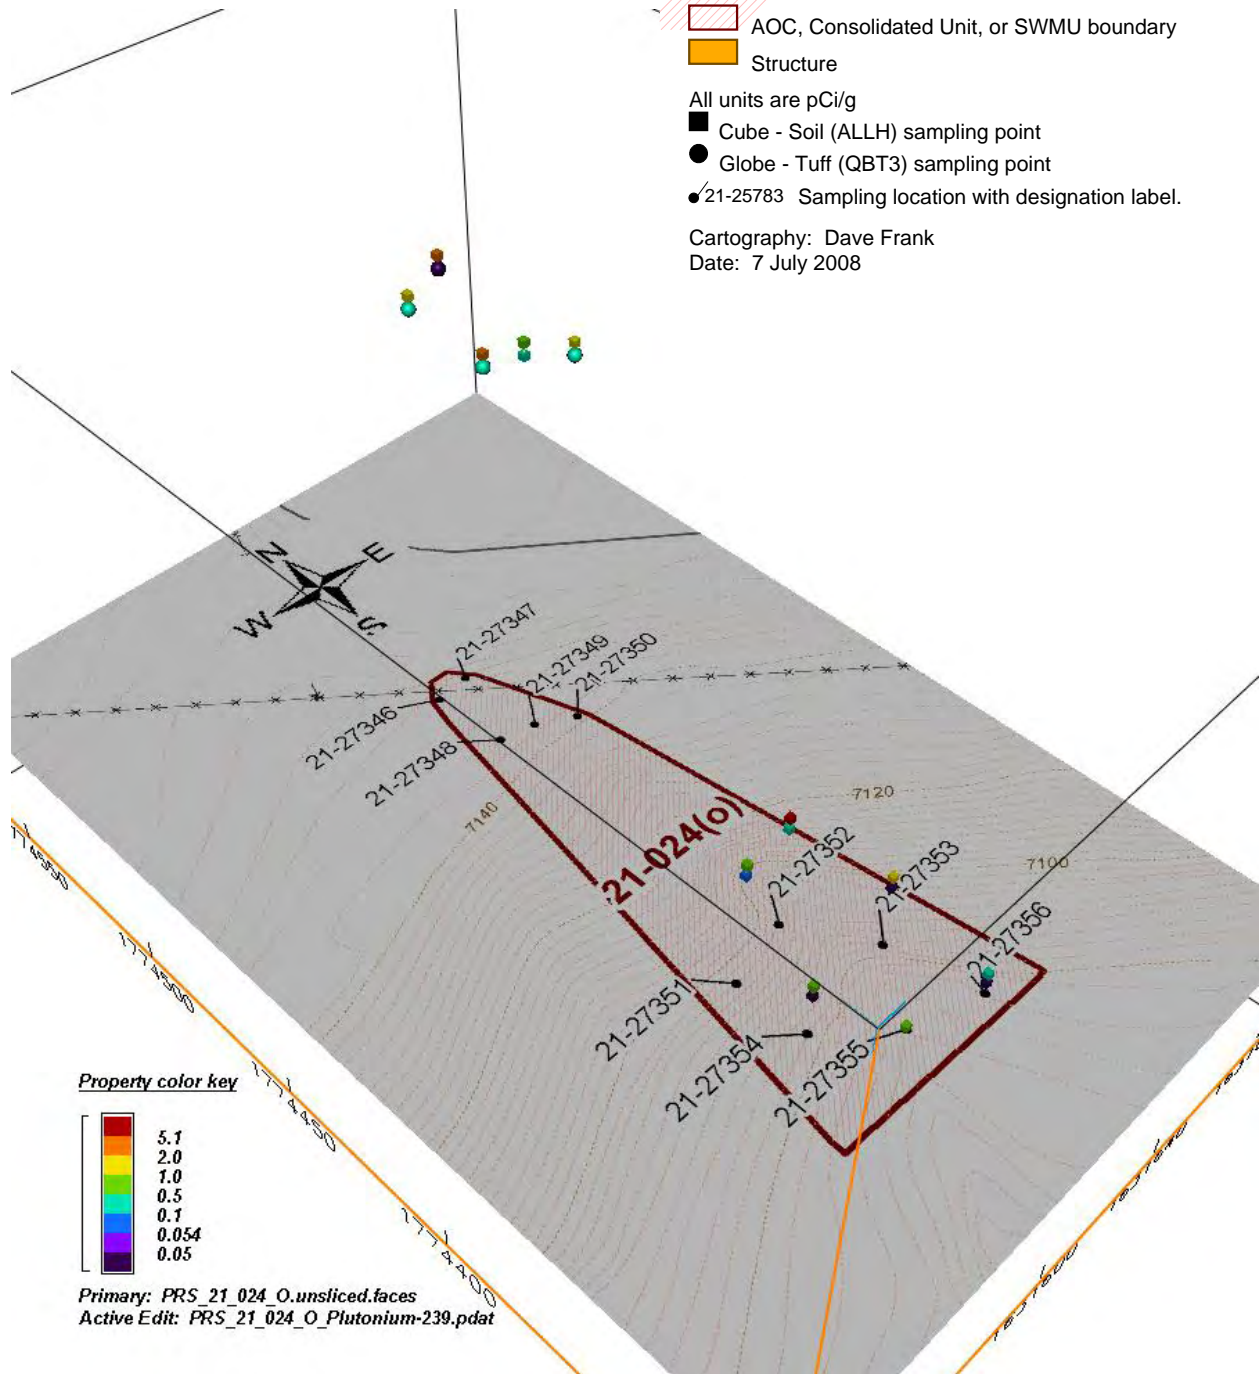 AOC, Consolidated Unit, or SWMU boundary
Structure
All units are pCi/g
Cube - Soil (ALLH) sampling point
Globe - Tuff (QBT3) sampling point
21-25783 Sampling location with designation label.
Cartography: Dave Frank
Date: 7 July 2008
N
E
W
S
21-27347
21-27349
21-27350
21-27346
21-27348
7140
7120
21-024(o)
21-27352
21-27353
7100
21-27356
21-27351
21-27354
21-27355
1774500
1774450
1774400
Property color key
5.1
2.0
1.0
0.5
0.1
0.054
0.05
Primary: PRS_21_024_O.unsliced.faces
Active Edit: PRS_21_024_O_Plutonium-239.pdat